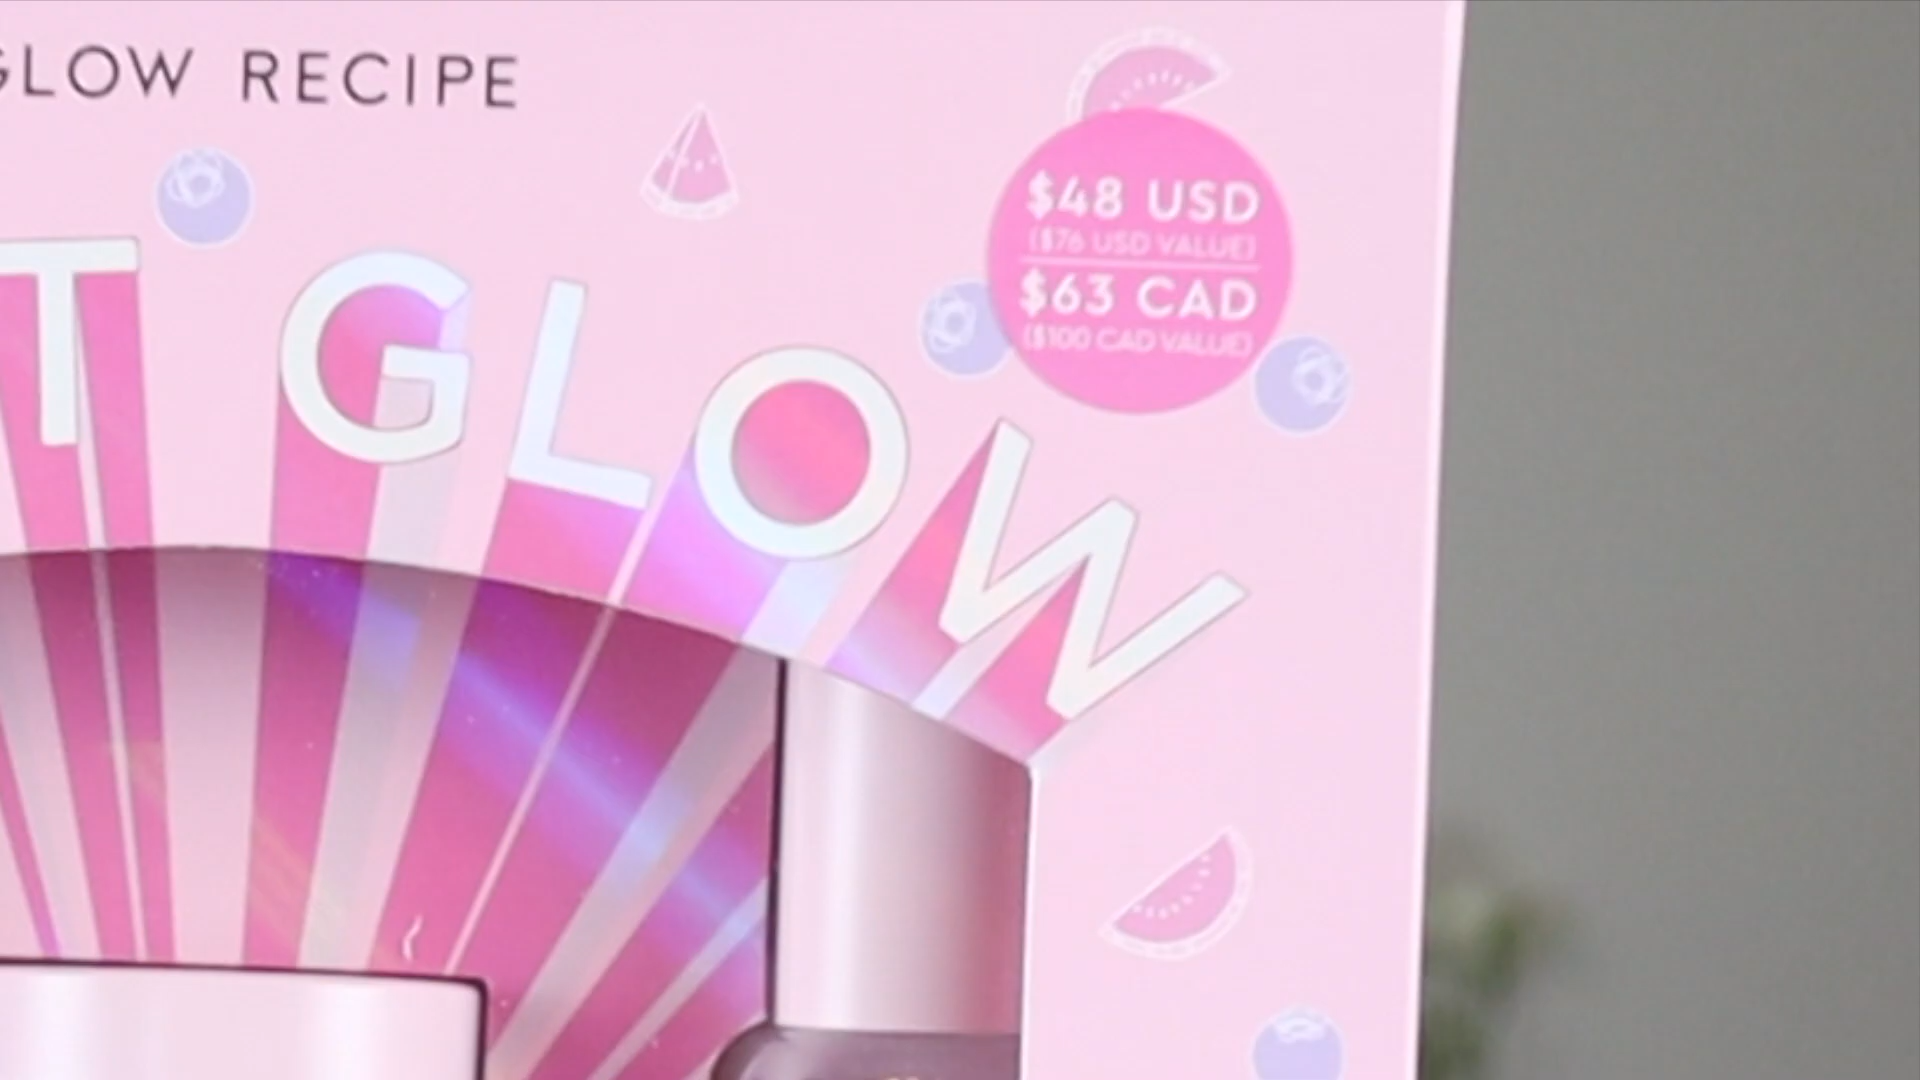 GLOW RECIPE
$48 USD
($76 USD VALUE)
$63 CAD
($100 CAD VALUE)
T GLOW